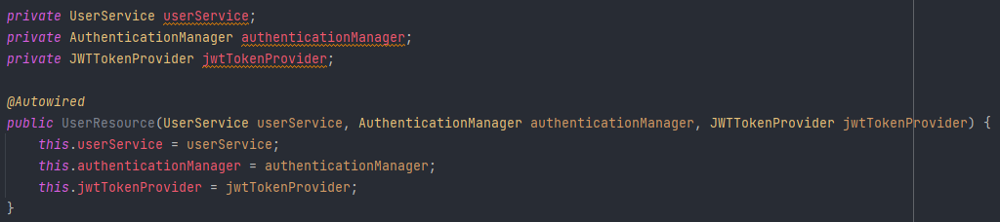 private UserService userService;
private AuthenticationManager authenticationManager;
private JWTTokenProvider jwtTokenProvider;
@Autowired
public UserResource(UserService userService, AuthenticationManager authenticationManager, JWTTokenProvider jwtTokenProvider) {
this.userService = userService;
this.authenticationManager = authenticationManager;
this.jwtTokenProvider = jwtTokenProvider;
}